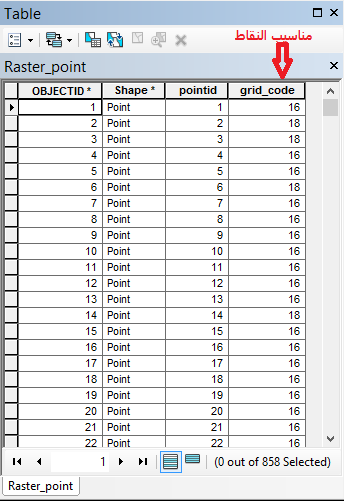 Table
مناسيب النقاط
Raster_point
OBJECTID * Shape * pointid grid_code
1 Point 1 16
2 Point 2 18
3 Point 3 18
4 Point 4 16
5 Point 5 16
6 Point 6 18
7 Point 7 16
8 Point 8 16
9 Point 9 16
10 Point 10 16
11 Point 11 16
12 Point 12 16
13 Point 13 16
14 Point 14 18
15 Point 15 16
16 Point 16 16
17 Point 17 16
18 Point 18 16
19 Point 19 16
20 Point 20 16
21 Point 21 16
22 Point 22 16
1 (0 out of 858 Selected)
Raster_point